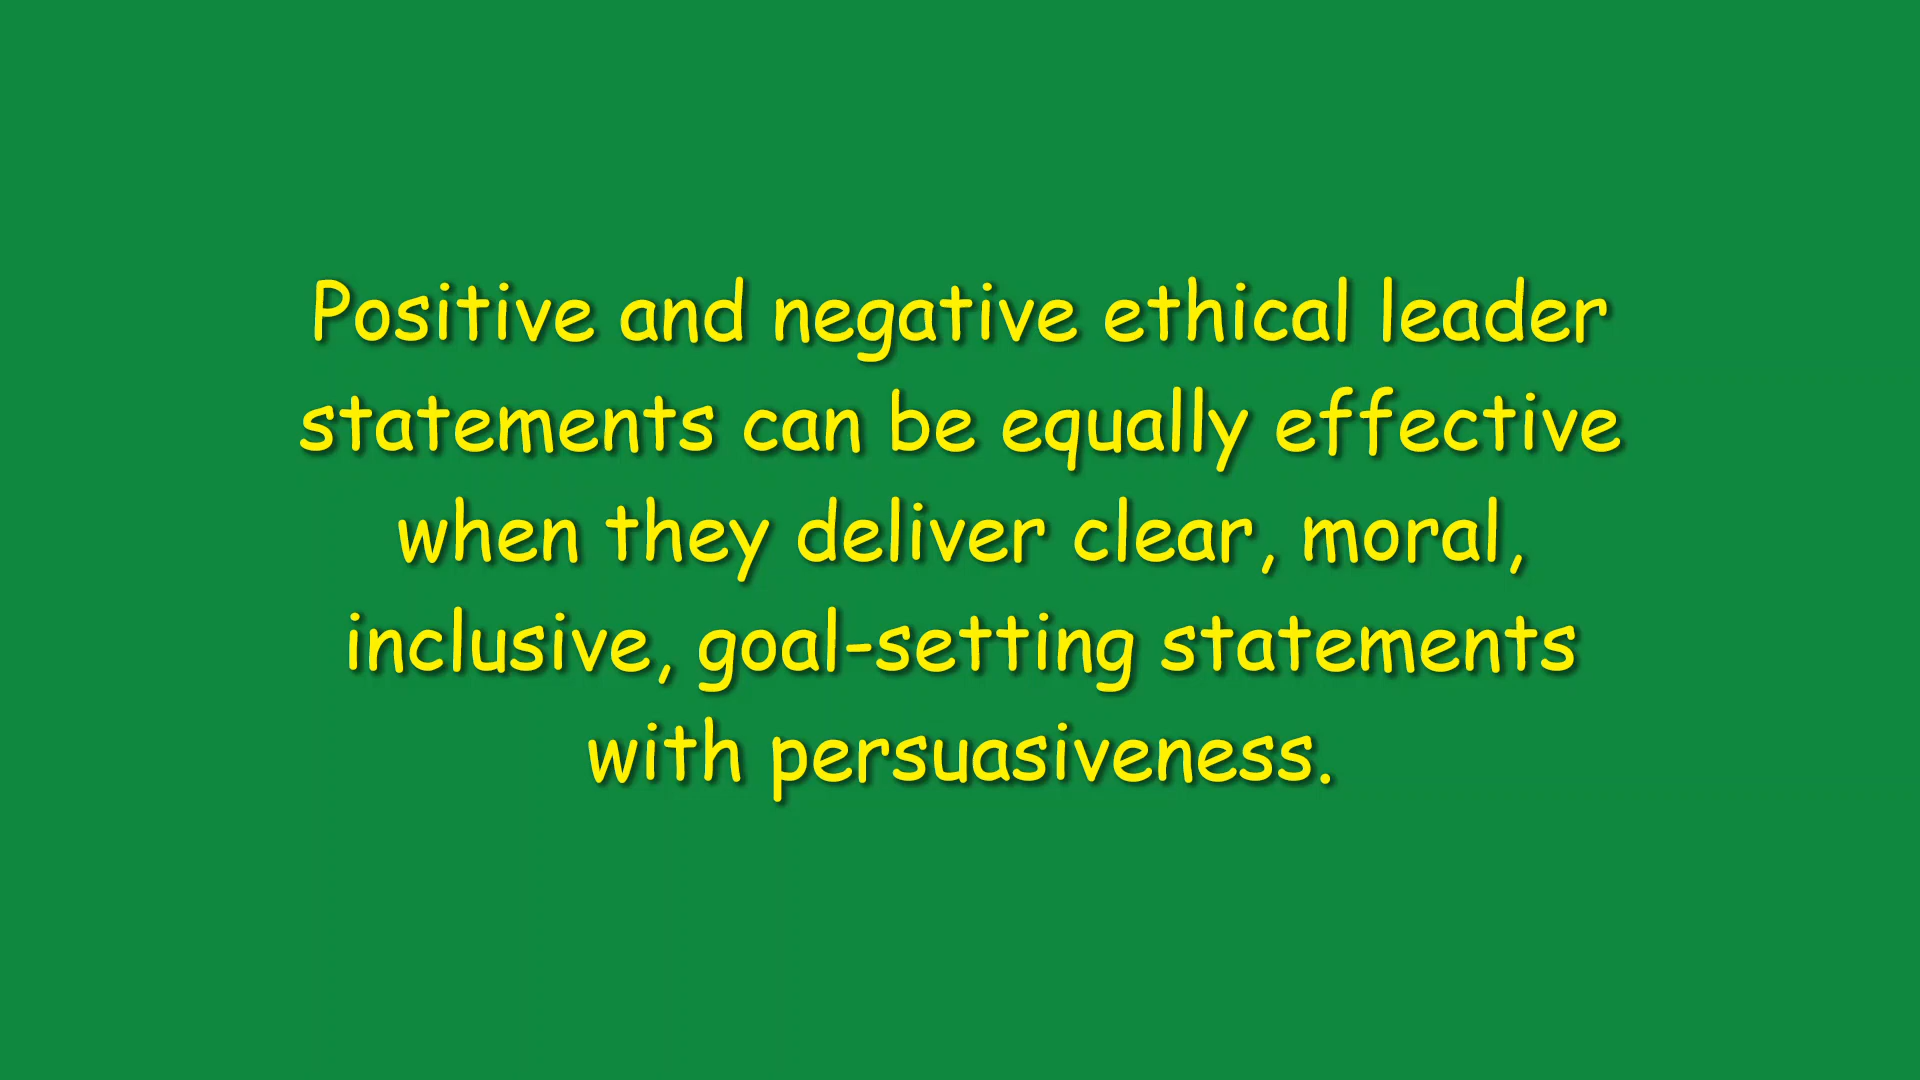 Positive and negative ethical leader
statements can be equally effective
when they deliver clear, moral,
inclusive, goal-setting statements
with persuasiveness.